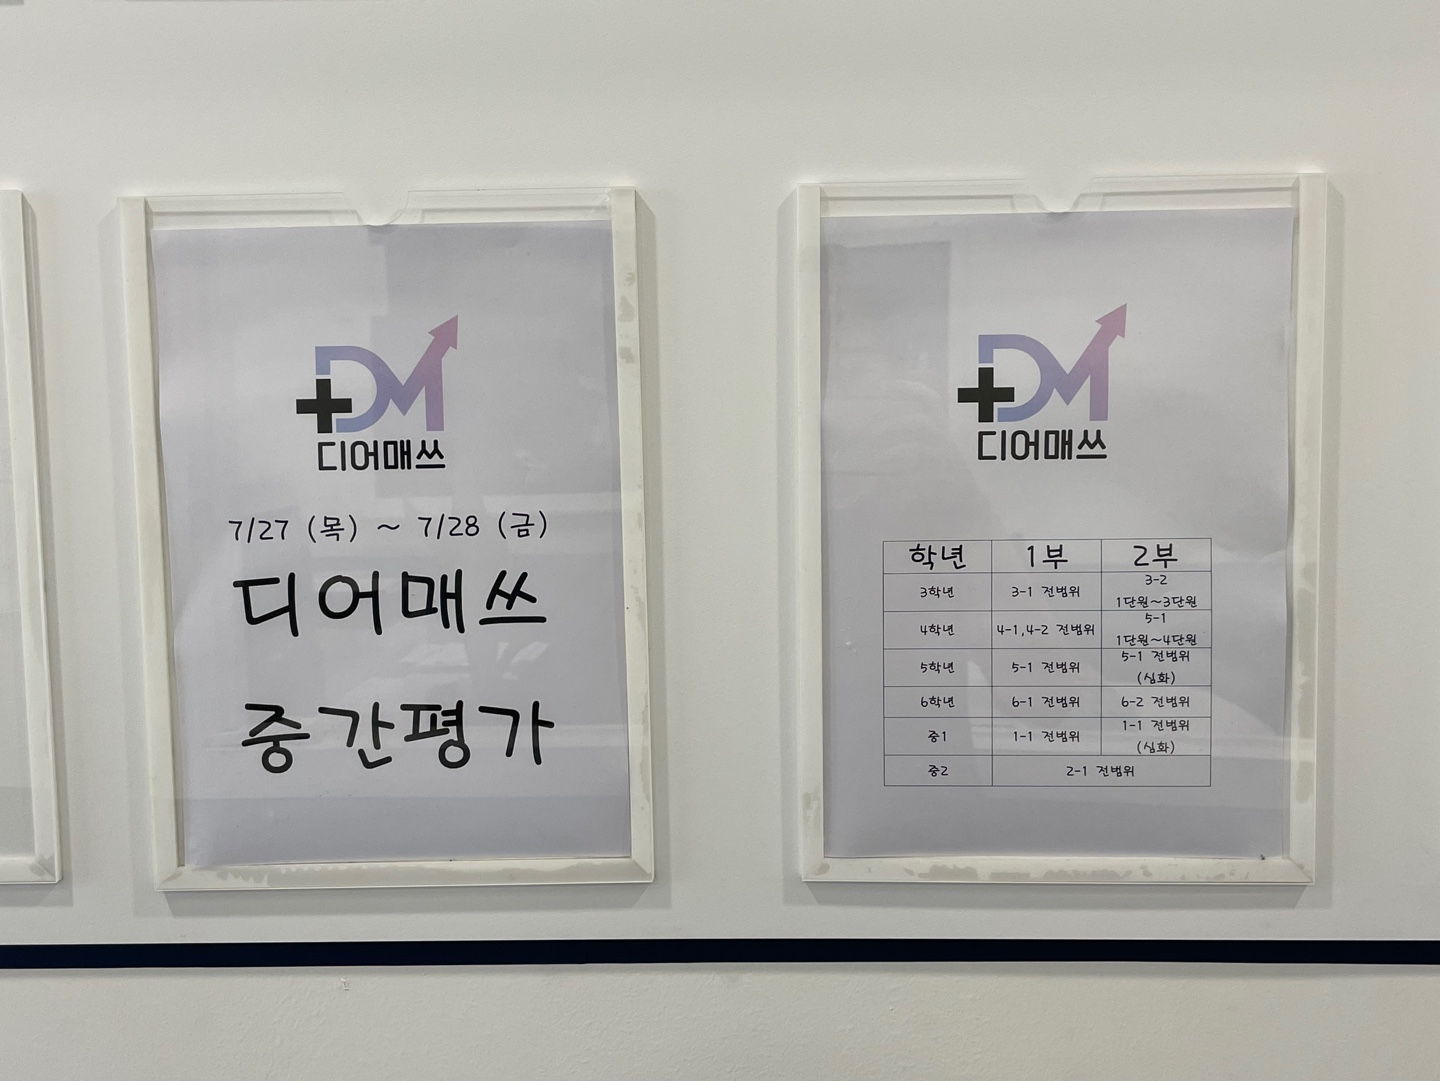 DM
디어매쓰
7/27 (목) ~ 7/28 (금)
디어매쓰
중간평가
DM
디어매쓰
학년 1부 2부
3학년 3-1 전범위 3-2 1단원~3단원
4학년 4-1,4-2 전범위 5-1 1단원~4단원
5학년 5-1 전범위 5-1 전범위 (심화)
6학년 6-1 전범위 6-2 전범위
중1 1-1 전범위 1-1 전범위 (심화)
중2 2-1 전범위